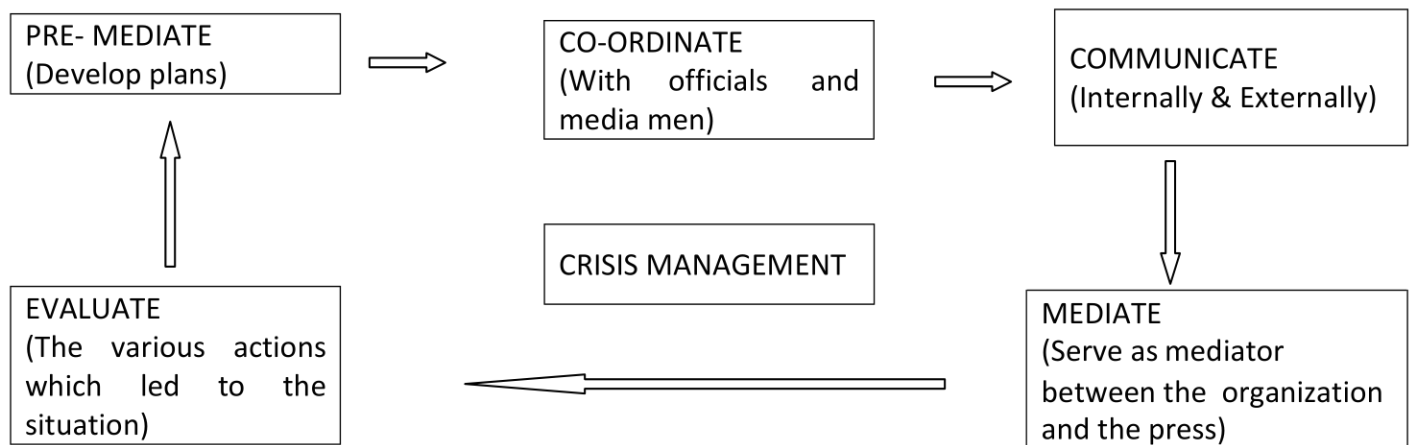 PRE- MEDIATE
(Develop plans)
CO-ORDINATE
(With officials and
media men)
COMMUNICATE
(Internally & Externally)
CRISIS MANAGEMENT
EVALUATE
(The various actions
which led to the
situation)
MEDIATE
(Serve as mediator
between the organization
and the press)